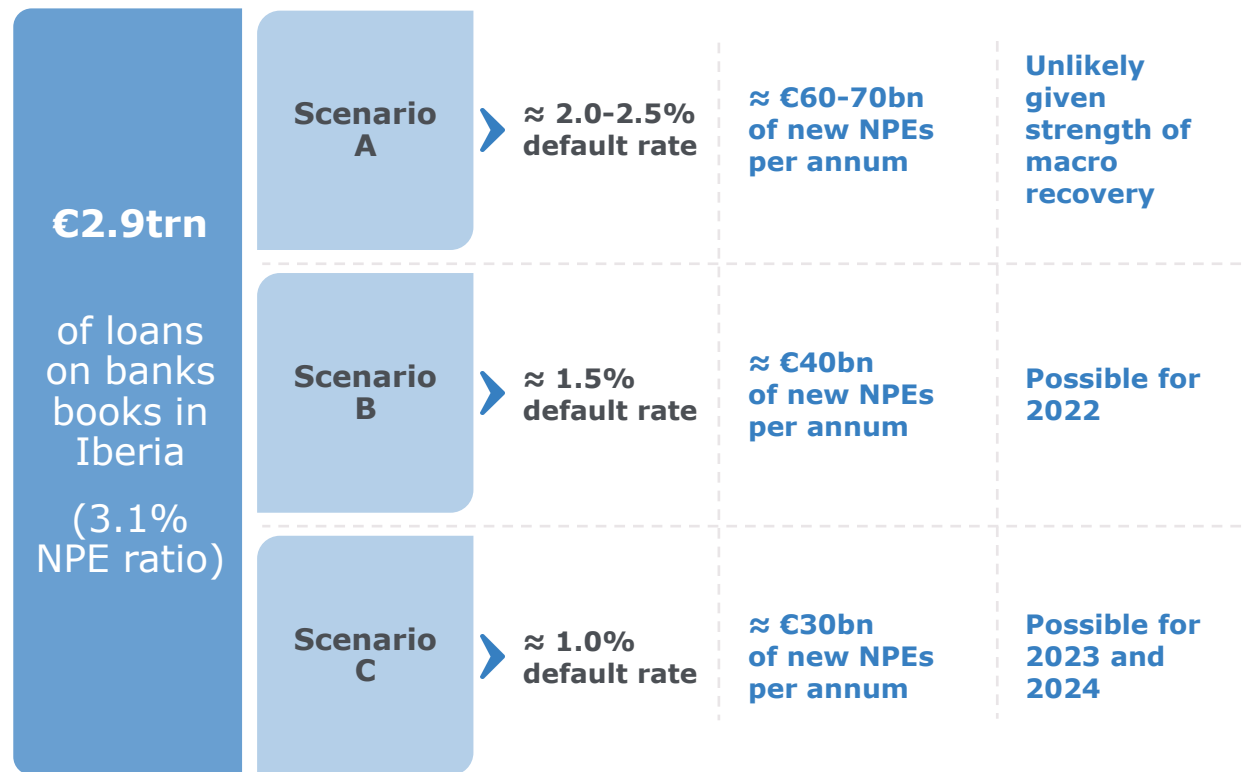 €2.9trn
of loans
on banks
books in
Iberia
(3.1%
NPE ratio)
Scenario
A
≈ 2.0-2.5%
default rate
≈ €60-70bn
of new NPEs
per annum
Unlikely
given
strength of
macro
recovery
Scenario
B
≈ 1.5%
default rate
≈ €40bn
of new NPEs
per annum
Possible for
2022
Scenario
C
≈ 1.0%
default rate
≈ €30bn
of new NPEs
per annum
Possible for
2023 and
2024